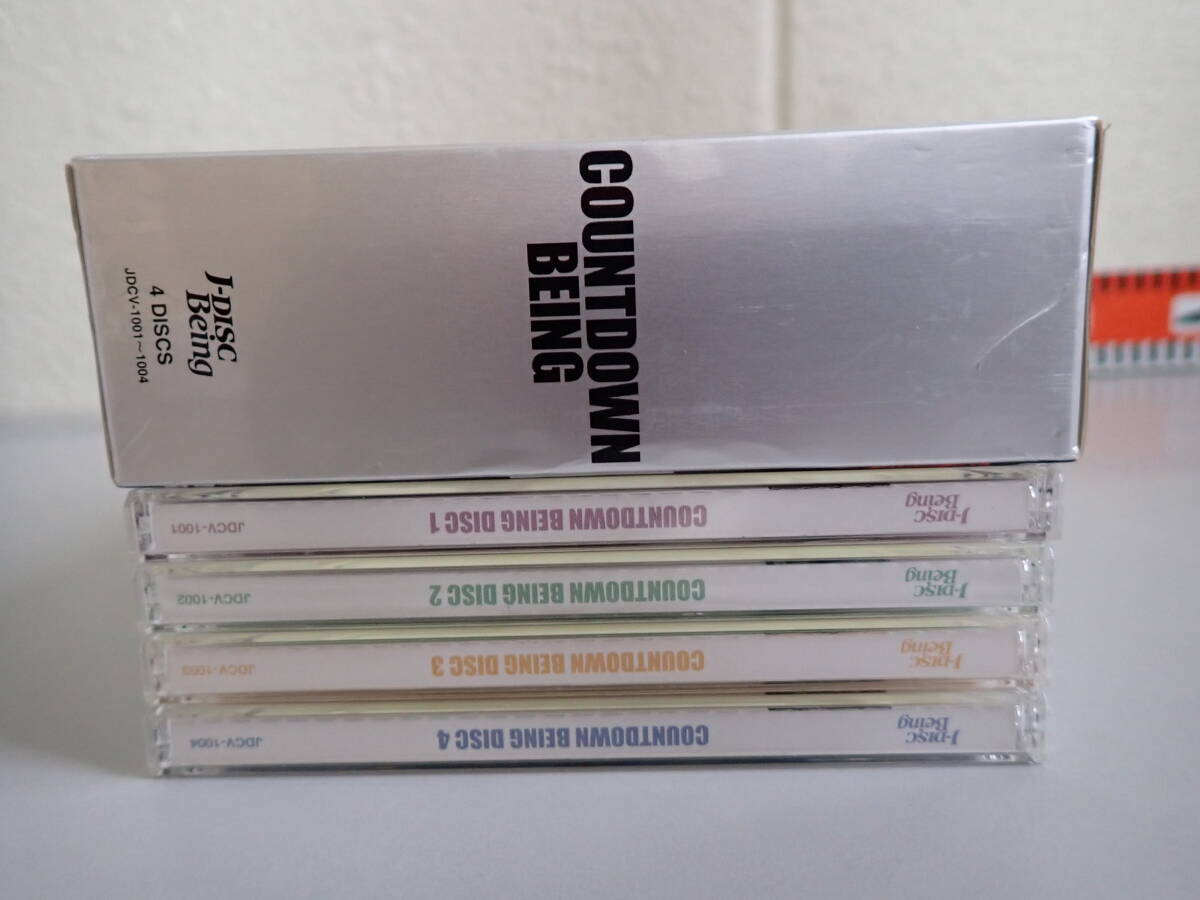 COUNTDOWN
BEING
J-DISC
Being
4 DISCS
JDCV-1001～1004
J-DISC
Being
COUNTDOWN BEING DISC 1
JDCV-1001
J-DISC
Being
COUNTDOWN BEING DISC 2
JDCV-1002
J-DISC
Being
COUNTDOWN BEING DISC 3
JDCV-1003
J-DISC
Being
COUNTDOWN BEING DISC 4
JDCV-1004